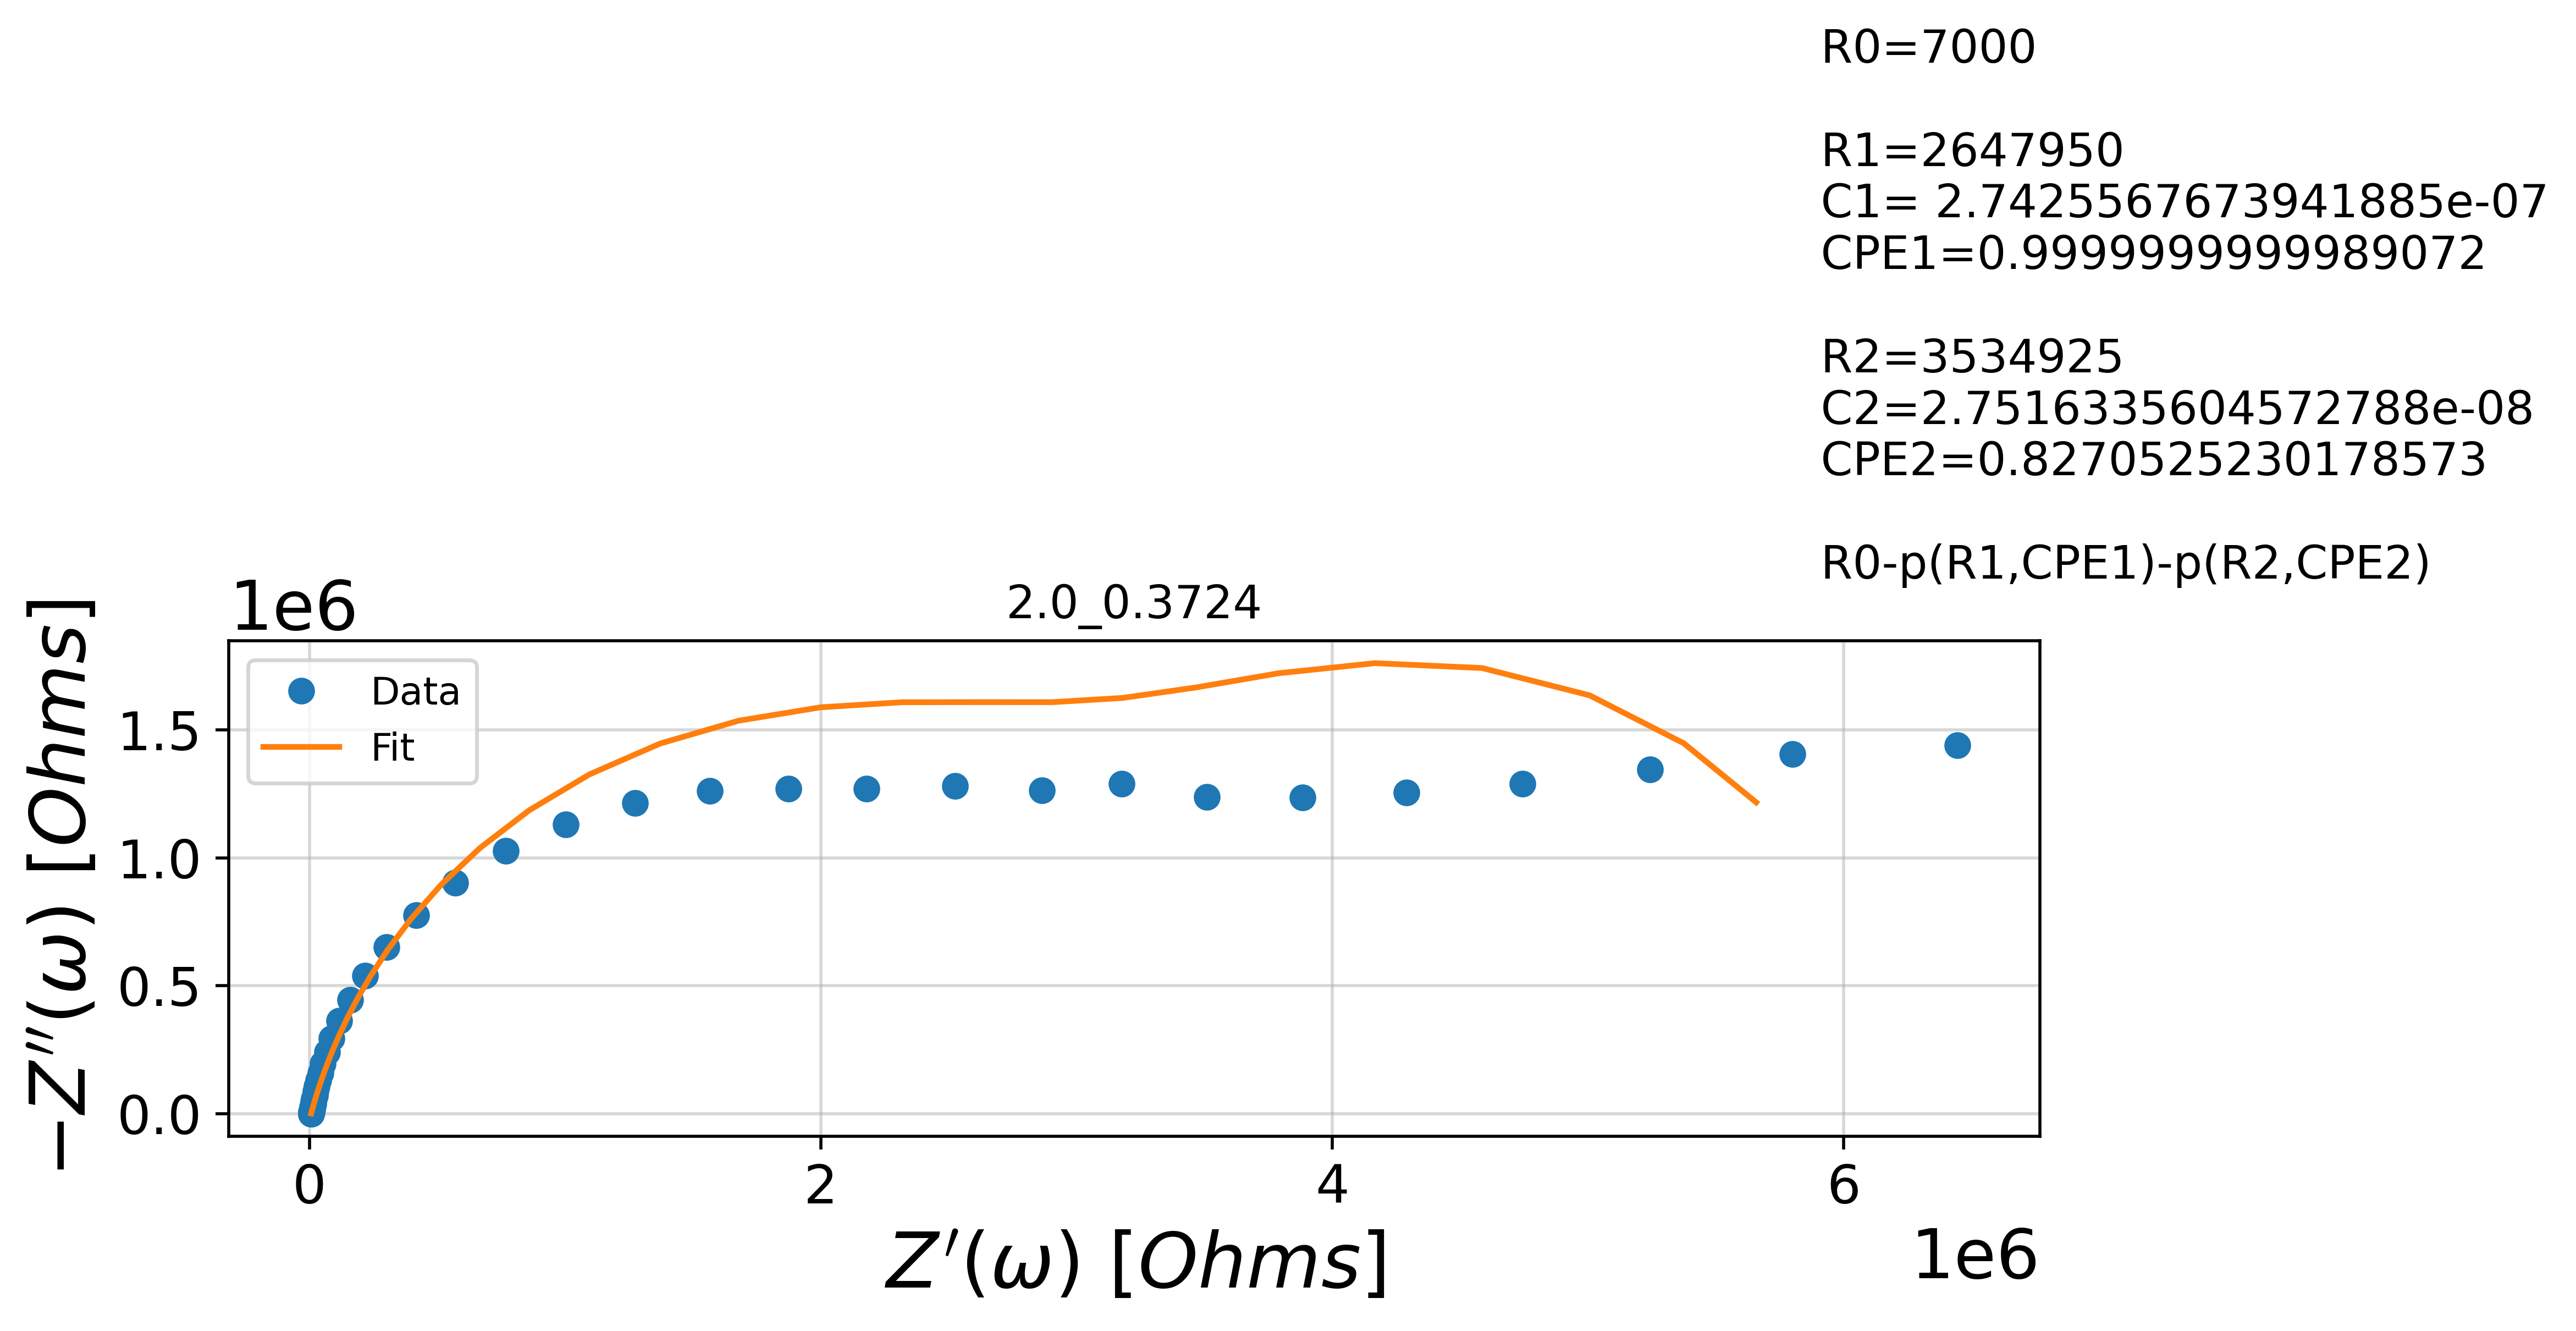 R0=7000
R1=2647950
C1= 2.7425567673941885e-07
CPE1=0.9999999999989072
R2=3534925
C2=2.7516335604572788e-08
CPE2=0.8270525230178573
R0-p(R1,CPE1)-p(R2,CPE2)
2.0_0.3724
1e6
Data
Fit
−Z′′(ω) [Ohms]
1.5
1.0
0.5
0.0
0 2 4 6
Z′(ω) [Ohms]
1e6